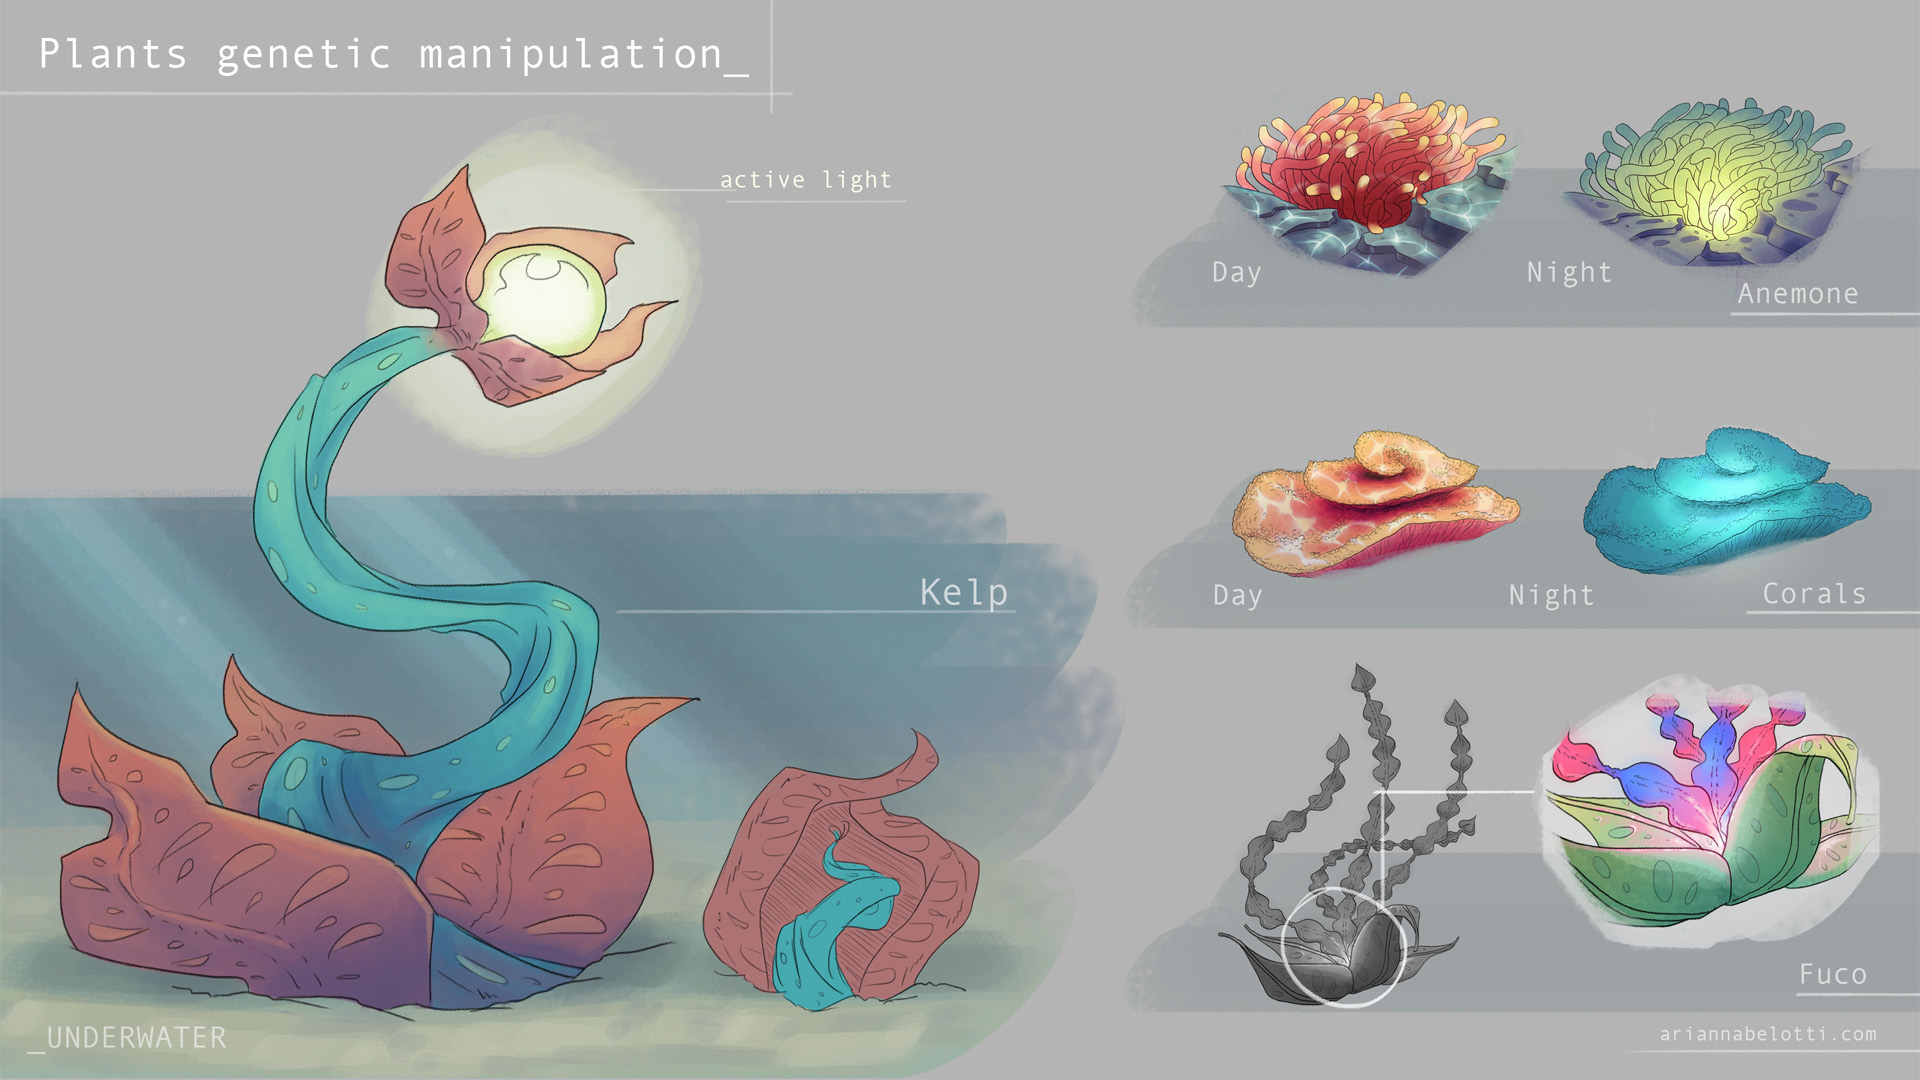 Plants genetic manipulation_
active light
Day
Night
Anemone
Kelp
Day
Night
Corals
Fuco
_UNDERWATER
ariannabelotti.com